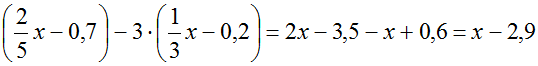 (2/5 x − 0,7) − 3 · (1/3 x − 0,2) = 2x − 3,5 − x + 0,6 = x − 2,9